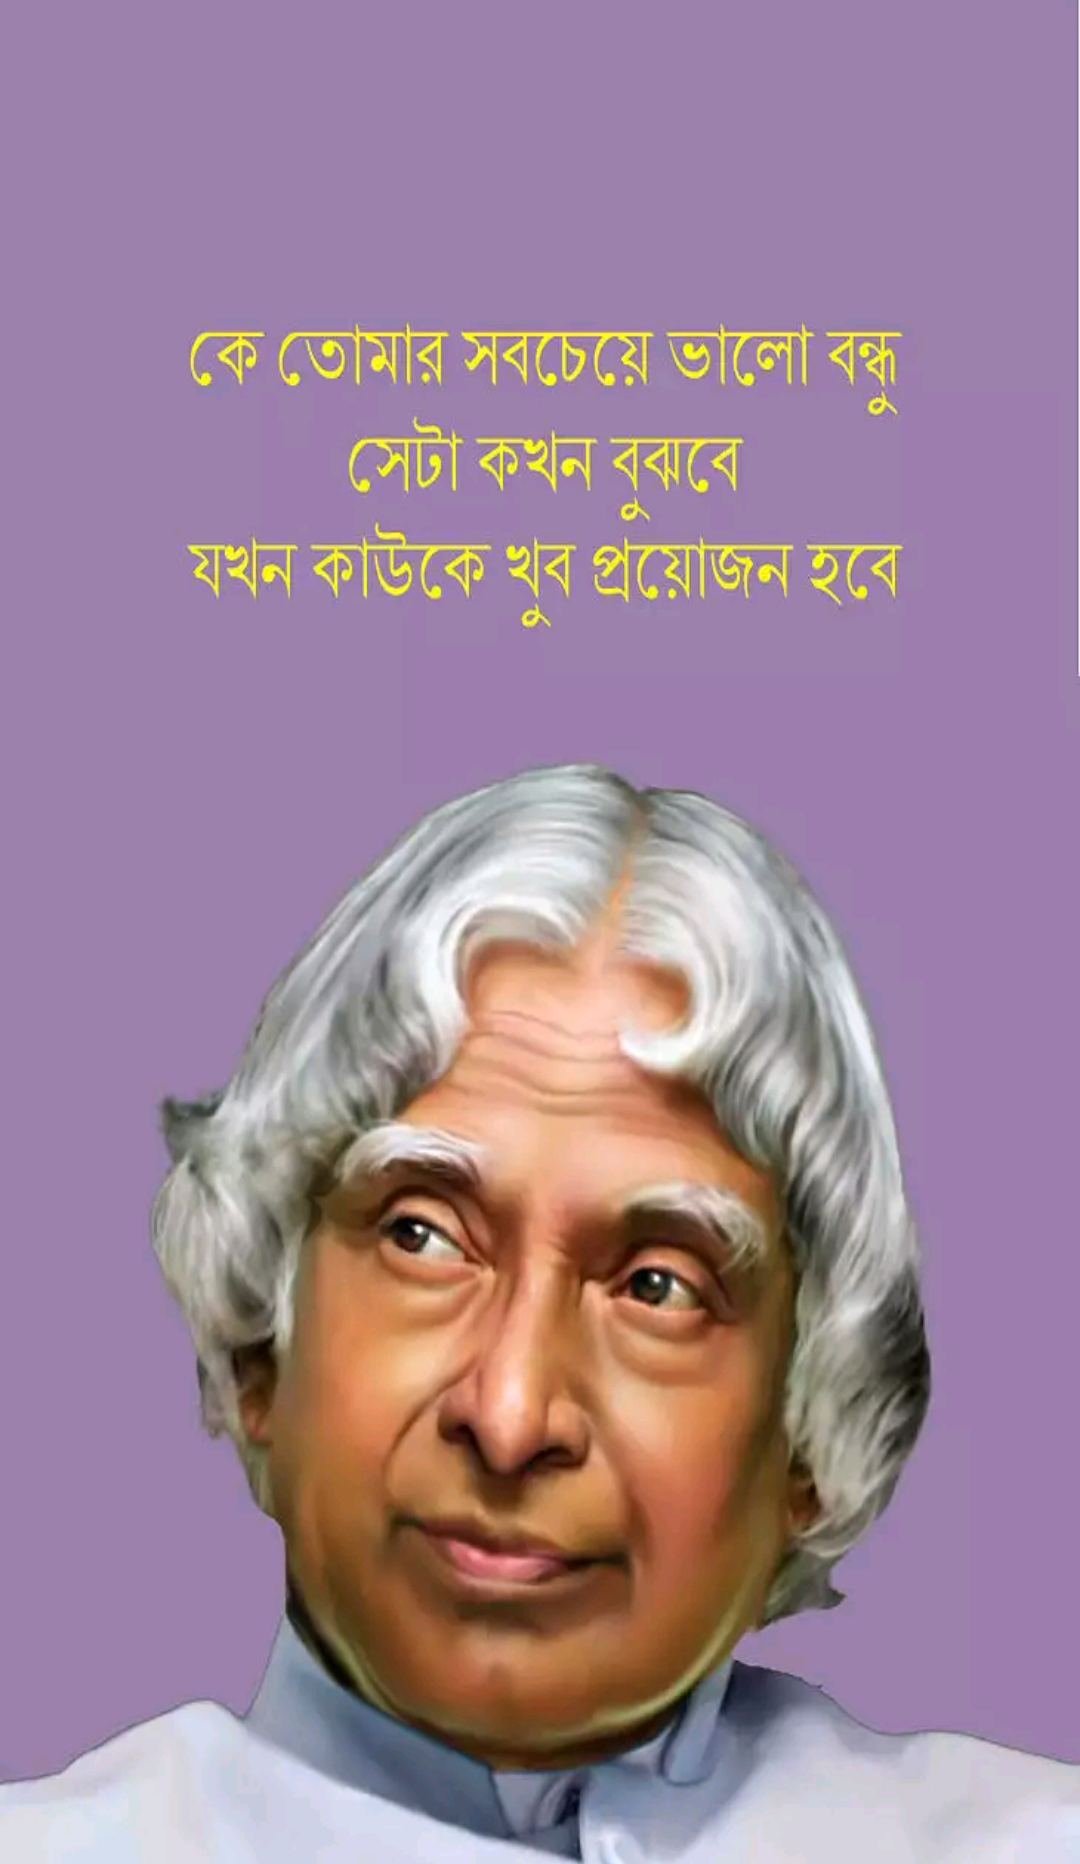 কে তোমার সবচেয়ে ভালো বন্ধু
সেটা কখন বুঝবে
যখন কাউকে খুব প্রয়োজন হবে